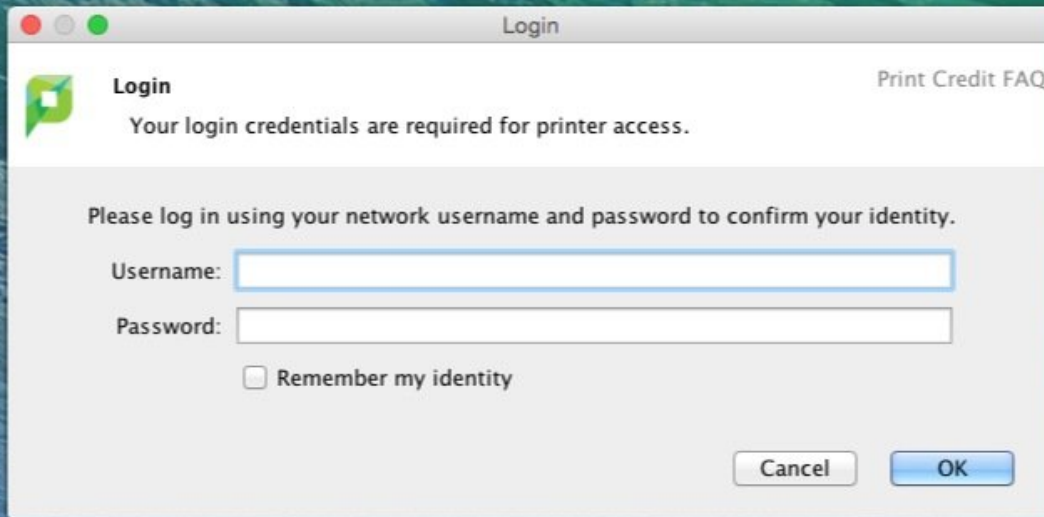 Login
Login
Print Credit FAQ
Your login credentials are required for printer access.
Please log in using your network username and password to confirm your identity.
Username:
Password:
Remember my identity
Cancel
OK